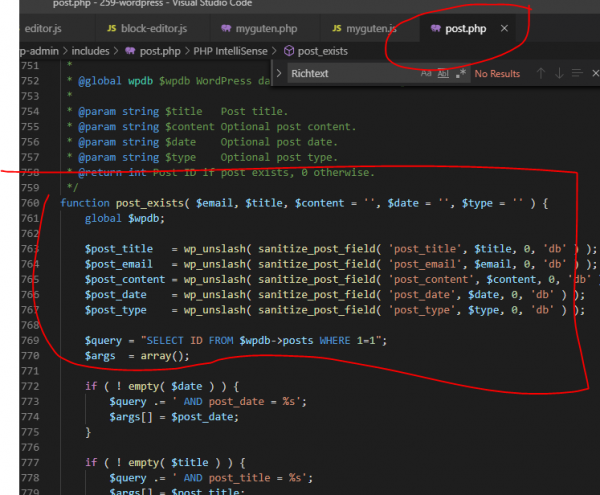 post.php - 259-wordpress - Visual Studio Code
editor.js JS block-editor.js myguten.php JS myguten.js post.php ×
p-admin > includes > post.php > PHP IntelliSense > post_exists
> Richtext Aa Abl .* No Results
751 *
752 * @global wpdb $wpdb WordPress da
753 *
754 * @param string $title Post title.
755 * @param string $content Optional post content.
756 * @param string $date Optional post date.
757 * @param string $type Optional post type.
758 * @return int Post ID if post exists, 0 otherwise.
759 */
760 function post_exists( $email, $title, $content = '', $date = '', $type = '' ) {
761 global $wpdb;
762
763 $post_title = wp_unslash( sanitize_post_field( 'post_title', $title, 0, 'db' ) );
764 $post_email = wp_unslash( sanitize_post_field( 'post_email', $email, 0, 'db' ) );
765 $post_content = wp_unslash( sanitize_post_field( 'post_content', $content, 0, 'db'
766 $post_date = wp_unslash( sanitize_post_field( 'post_date', $date, 0, 'db' ) );
767 $post_type = wp_unslash( sanitize_post_field( 'post_type', $type, 0, 'db' ) );
768
769 $query = "SELECT ID FROM $wpdb->posts WHERE 1=1";
770 $args = array();
771
772 if ( ! empty( $date ) ) {
773 $query .= ' AND post_date = %s';
774 $args[] = $post_date;
775 }
776
777 if ( ! empty( $title ) ) {
778 $query .= ' AND post_title = %s';
779 $args[] = $post_title;